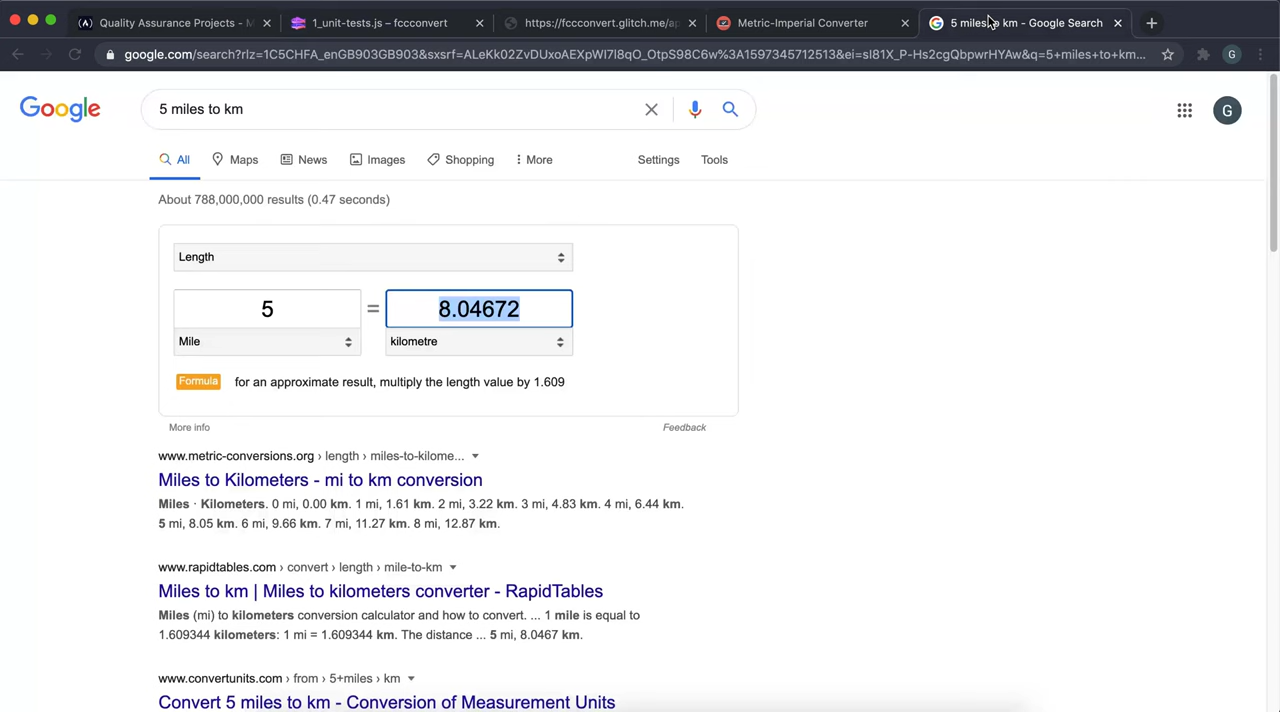 Quality Assurance Projects - M
1_unit-tests.js – fccconvert
https://fccconvert.glitch.me/ap
Metric-Imperial Converter
5 miles to km - Google Search
google.com/search?rlz=1C5CHFA_enGB903GB903&sxsrf=ALeKk02ZvDUxoAEXpWI7l8qO_OtpS98C6w%3A1597345712513&ei=sI81X_P-Hs2cgQbpwrHYAw&q=5+miles+to+km...
G
Google
5 miles to km
G
All
Maps
News
Images
Shopping
More
Settings
Tools
About 788,000,000 results (0.47 seconds)
Length
5
=
8.04672
Mile
kilometre
Formula
for an approximate result, multiply the length value by 1.609
More info
Feedback
www.metric-conversions.org › length › miles-to-kilome...
Miles to Kilometers - mi to km conversion
Miles · Kilometers. 0 mi, 0.00 km. 1 mi, 1.61 km. 2 mi, 3.22 km. 3 mi, 4.83 km. 4 mi, 6.44 km.
5 mi, 8.05 km. 6 mi, 9.66 km. 7 mi, 11.27 km. 8 mi, 12.87 km.
www.rapidtables.com › convert › length › mile-to-km
Miles to km | Miles to kilometers converter - RapidTables
Miles (mi) to kilometers conversion calculator and how to convert. ... 1 mile is equal to
1.609344 kilometers: 1 mi = 1.609344 km. The distance ... 5 mi, 8.0467 km.
www.convertunits.com › from › 5+miles › km
Convert 5 miles to km - Conversion of Measurement Units